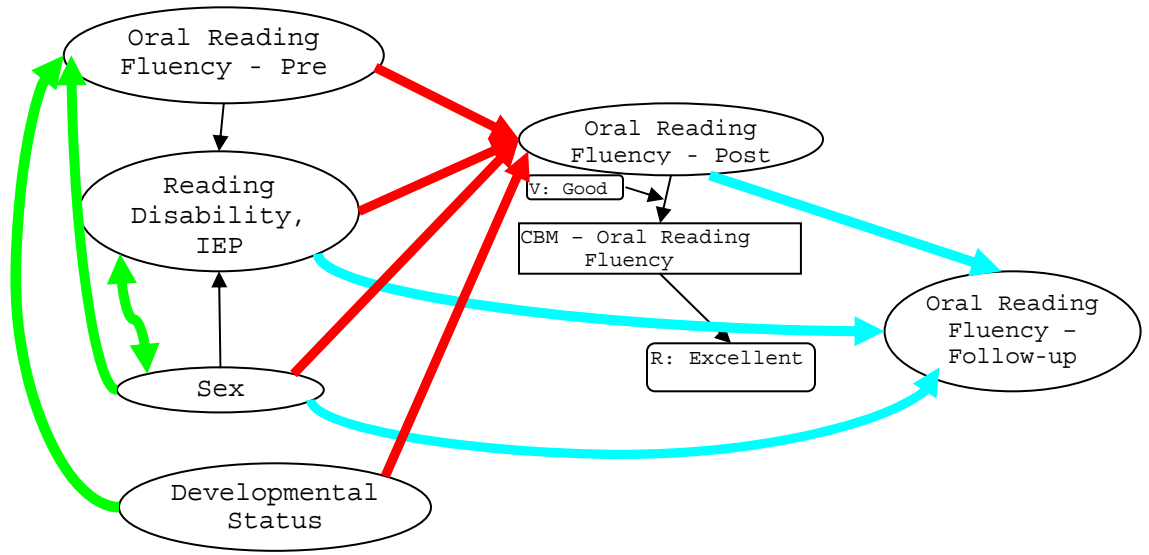 Oral Reading
Fluency - Pre
Reading
Disability,
IEP
Sex
Developmental
Status
Oral Reading
Fluency - Post
V: Good
CBM – Oral Reading
Fluency
R: Excellent
Oral Reading
Fluency –
Follow-up